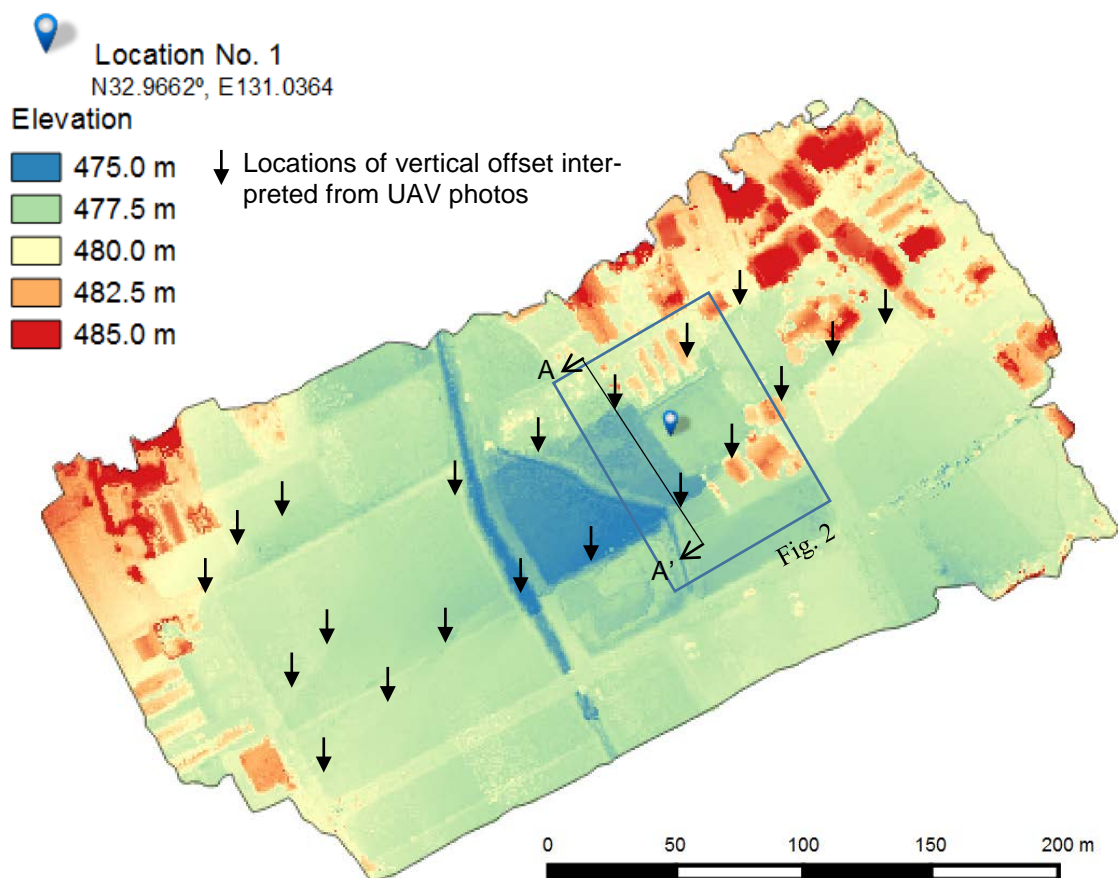 Location No. 1
N32.9662º, E131.0364
Elevation
475.0 m
477.5 m
480.0 m
482.5 m
485.0 m
Locations of vertical offset inter-
preted from UAV photos
A
A'
Fig. 2
0 50 100 150 200 m